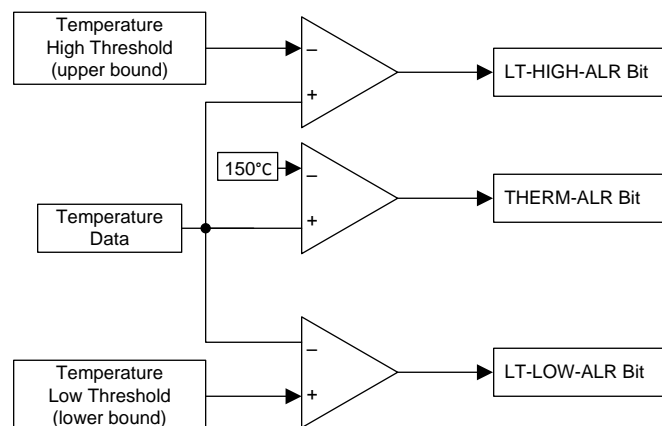 Temperature
High Threshold
(upper bound)
−
+
LT-HIGH-ALR Bit
150°C
−
+
THERM-ALR Bit
Temperature
Data
−
+
LT-LOW-ALR Bit
Temperature
Low Threshold
(lower bound)